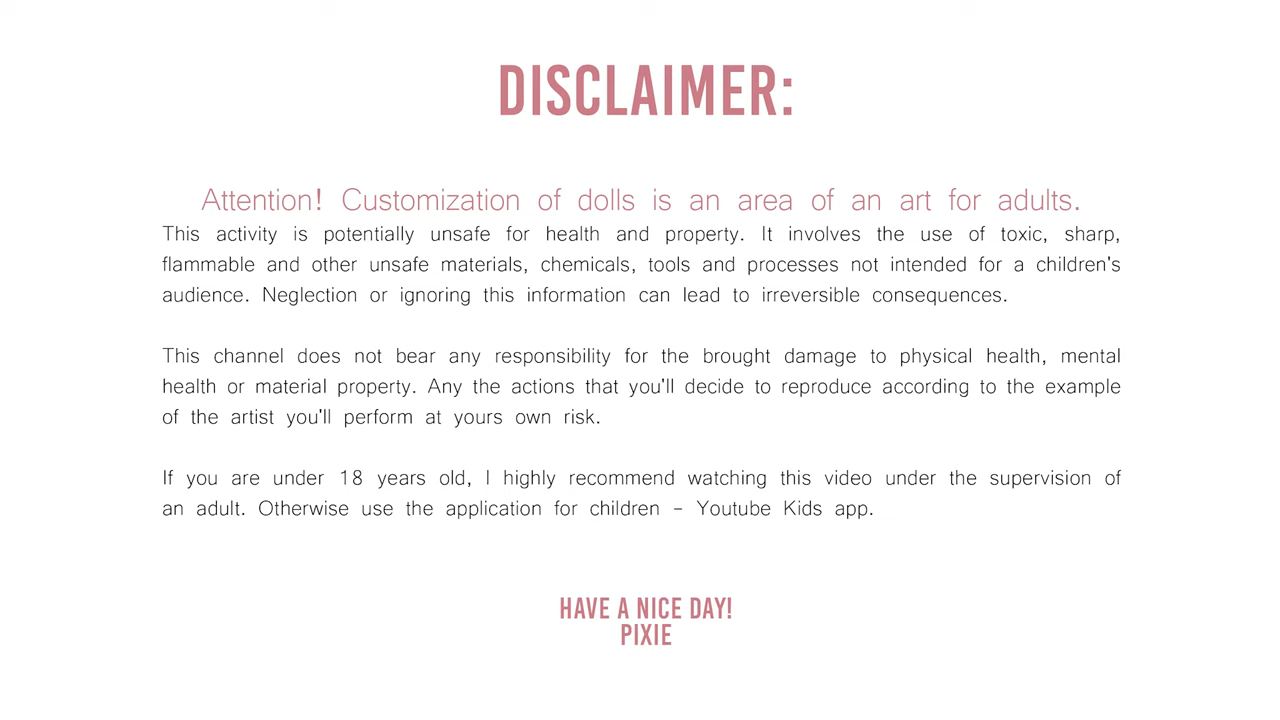 DISCLAIMER:
Attention! Customization of dolls is an area of an art for adults.
This activity is potentially unsafe for health and property. It involves the use of toxic, sharp,
flammable and other unsafe materials, chemicals, tools and processes not intended for a children's
audience. Neglection or ignoring this information can lead to irreversible consequences.
This channel does not bear any responsibility for the brought damage to physical health, mental
health or material property. Any the actions that you'll decide to reproduce according to the example
of the artist you'll perform at yours own risk.
If you are under 18 years old, I highly recommend watching this video under the supervision of
an adult. Otherwise use the application for children – Youtube Kids app.
HAVE A NICE DAY!
PIXIE